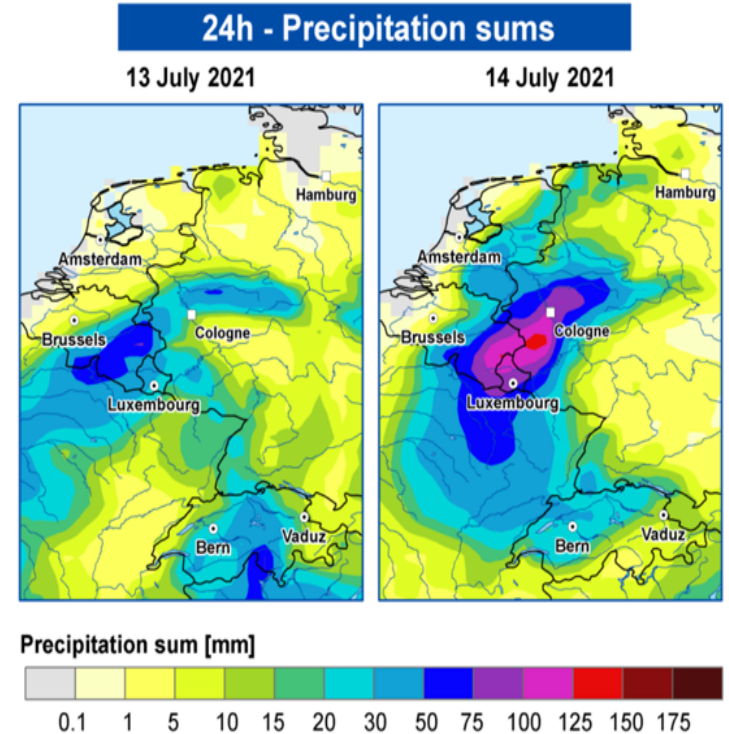 24h - Precipitation sums
13 July 2021
14 July 2021
Hamburg
Amsterdam
Brussels
Cologne
Luxembourg
Bern
Vaduz
Hamburg
Amsterdam
Brussels
Cologne
Luxembourg
Bern
Vaduz
Precipitation sum [mm]
0.1 1 5 10 15 20 30 50 75 100 125 150 175